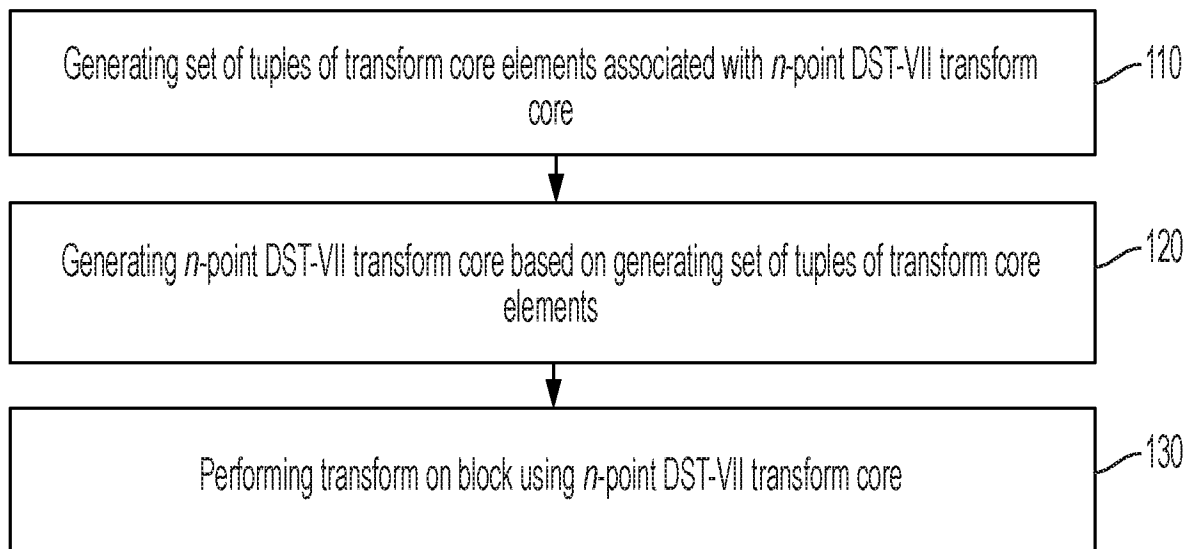 Generating set of tuples of transform core elements associated with n-point DST-VII transform
core
110
Generating n-point DST-VII transform core based on generating set of tuples of transform core
elements
120
Performing transform on block using n-point DST-VII transform core
130